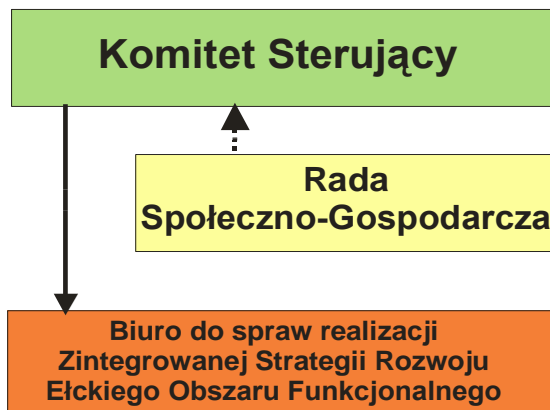 Komitet Sterujący
Rada
Społeczno-Gospodarcza
Biuro do spraw realizacji
Zintegrowanej Strategii Rozwoju
Ełckiego Obszaru Funkcjonalnego